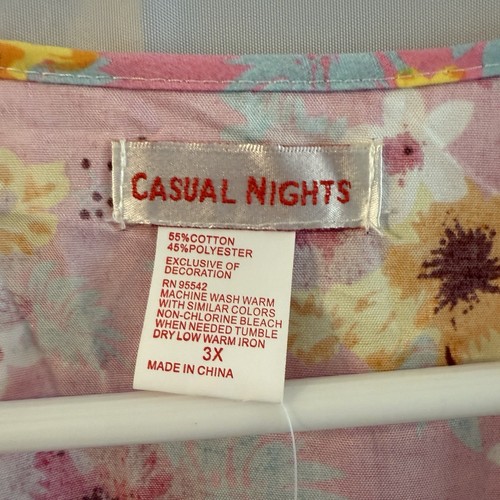 CASUAL NIGHTS
55%COTTON
45%POLYESTER
EXCLUSIVE OF
DECORATION
RN 95542
MACHINE WASH WARM
WITH SIMILAR COLORS
NON-CHLORINE BLEACH
WHEN NEEDED TUMBLE
DRY LOW WARM IRON
3X
MADE IN CHINA